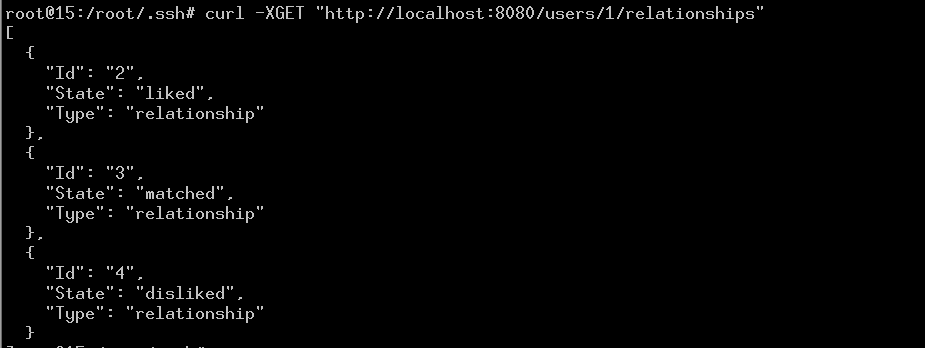 root@15:/root/.ssh# curl -XGET "http://localhost:8080/users/1/relationships"
[
  {
    "Id": "2",
    "State": "liked",
    "Type": "relationship"
  },
  {
    "Id": "3",
    "State": "matched",
    "Type": "relationship"
  },
  {
    "Id": "4",
    "State": "disliked",
    "Type": "relationship"
  }